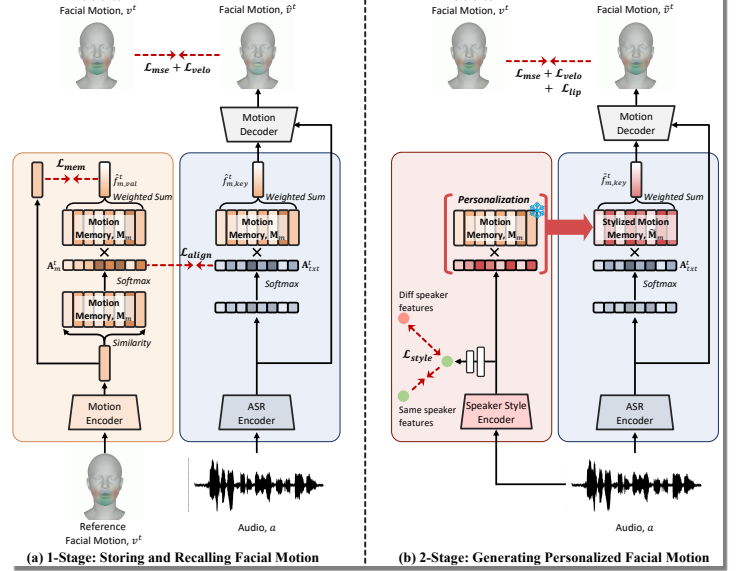 Facial Motion, v^t
Facial Motion, v̂^t
Facial Motion, v^t
Facial Motion, ṽ^t
ℒ_mse + ℒ_velo
ℒ_mse + ℒ_velo
+ ℒ_lip
Motion
Decoder
Motion
Decoder
ℒ_mem
f̂^t_m,val
Weighted Sum
f̂^t_m,key
Weighted Sum
Personalization
f̃^t_m,key
Weighted Sum
Motion
Memory, M_m
Motion
Memory, M_m
Motion
Memory, M_m
Stylized Motion
Memory, M̃_m
×
×
×
×
A^t_m
ℒ_align
A^t_txt
A^t_txt
Softmax
Softmax
Softmax
Motion
Memory, M_m
Similarity
Diff speaker
features
ℒ_style
Same speaker
features
Motion
Encoder
ASR
Encoder
Speaker Style
Encoder
ASR
Encoder
Reference
Facial Motion, v^t
Audio, a
Audio, a
(a) 1-Stage: Storing and Recalling Facial Motion
(b) 2-Stage: Generating Personalized Facial Motion